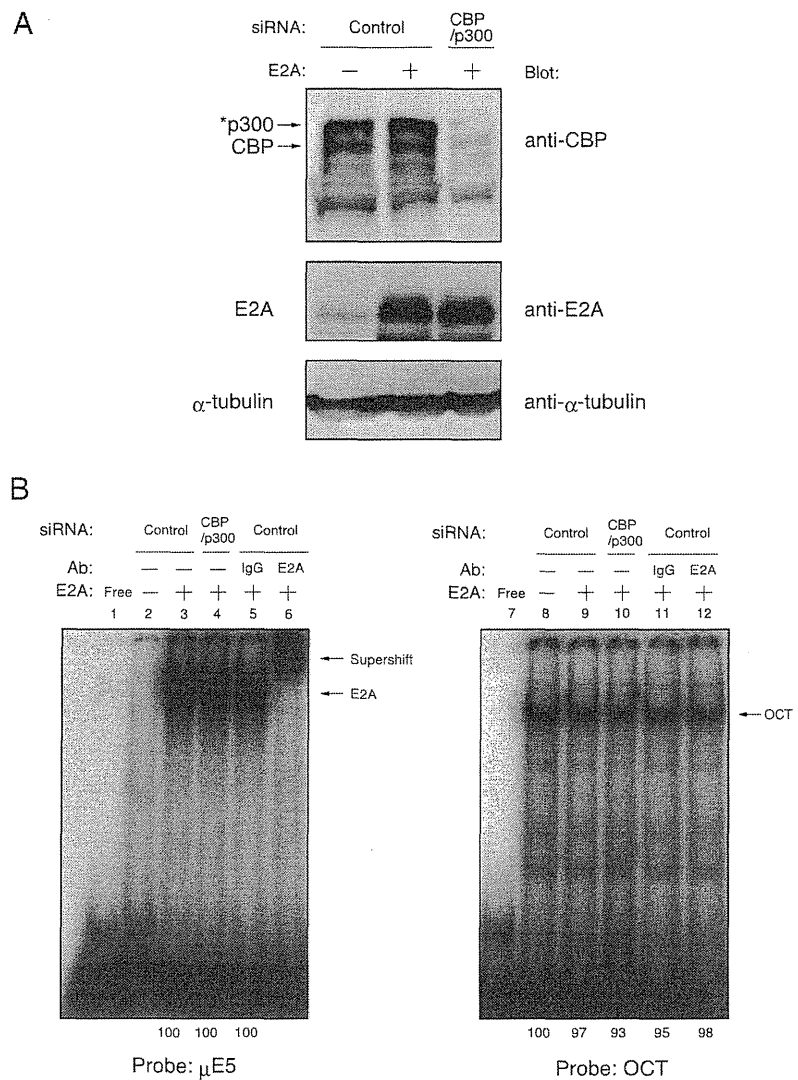 A
siRNA: Control CBP /p300
E2A: — + + Blot:
*p300
CBP
anti-CBP
E2A
anti-E2A
α-tubulin
anti-α-tubulin
B
siRNA: Control CBP /p300 Control
Ab: — — — IgG E2A
E2A: Free — + + + +
1 2 3 4 5 6
Supershift
E2A
100 100 100
Probe: μE5
siRNA: Control CBP /p300 Control
Ab: — — — IgG E2A
E2A: Free — + + + +
7 8 9 10 11 12
OCT
100 97 93 95 98
Probe: OCT